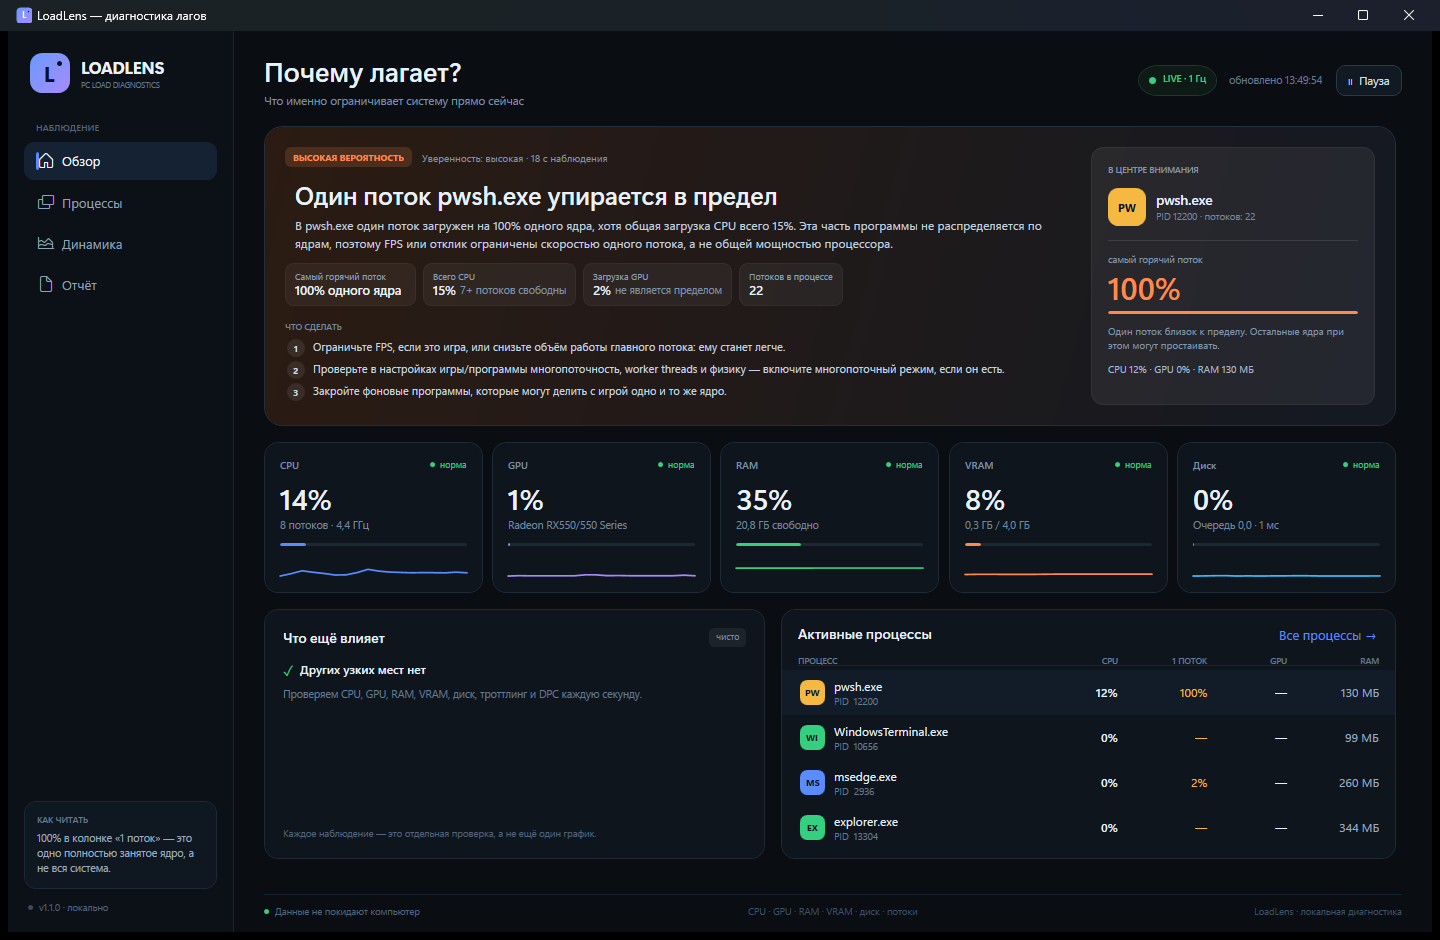 LoadLens — диагностика лагов
L
LOADLENS
PC LOAD DIAGNOSTICS
НАБЛЮДЕНИЕ
Обзор
Процессы
Динамика
Отчёт
КАК ЧИТАТЬ
100% в колонке «1 поток» — это
одно полностью занятое ядро, а
не вся система.
v1.1.0 · локально
Почему лагает?
Что именно ограничивает систему прямо сейчас
LIVE · 1 Гц
обновлено 13:49:54
Пауза
ВЫСОКАЯ ВЕРОЯТНОСТЬ
Уверенность: высокая · 18 с наблюдения
Один поток pwsh.exe упирается в предел
В pwsh.exe один поток загружен на 100% одного ядра, хотя общая загрузка CPU всего 15%. Эта часть программы не распределяется по
ядрам, поэтому FPS или отклик ограничены скоростью одного потока, а не общей мощностью процессора.
Самый горячий поток
100% одного ядра
Всего CPU
15% 7+ потоков свободны
Загрузка GPU
2% не является пределом
Потоков в процессе
22
ЧТО СДЕЛАТЬ
1 Ограничьте FPS, если это игра, или снизьте объём работы главного потока: ему станет легче.
2 Проверьте в настройках игры/программы многопоточность, worker threads и физику — включите многопоточный режим, если он есть.
3 Закройте фоновые программы, которые могут делить с игрой одно и то же ядро.
В ЦЕНТРЕ ВНИМАНИЯ
PW
pwsh.exe
PID 12200 · потоков: 22
самый горячий поток
100%
Один поток близок к пределу. Остальные ядра при
этом могут простаивать.
CPU 12% · GPU 0% · RAM 130 МБ
CPU
норма
14%
8 потоков · 4,4 ГГц
GPU
норма
1%
Radeon RX550/550 Series
RAM
норма
35%
20,8 ГБ свободно
VRAM
норма
8%
0,3 ГБ / 4,0 ГБ
Диск
норма
0%
Очередь 0,0 · 1 мс
Что ещё влияет
чисто
Других узких мест нет
Проверяем CPU, GPU, RAM, VRAM, диск, троттлинг и DPC каждую секунду.
Каждое наблюдение — это отдельная проверка, а не ещё один график.
Активные процессы
Все процессы →
ПРОЦЕСС CPU 1 ПОТОК GPU RAM
PW pwsh.exe 12% 100% — 130 МБ
PID 12200
WI WindowsTerminal.exe 0% — — 99 МБ
PID 10656
MS msedge.exe 0% 2% — 260 МБ
PID 2936
EX explorer.exe 0% — — 344 МБ
PID 13304
Данные не покидают компьютер
CPU · GPU · RAM · VRAM · диск · потоки
LoadLens · локальная диагностика